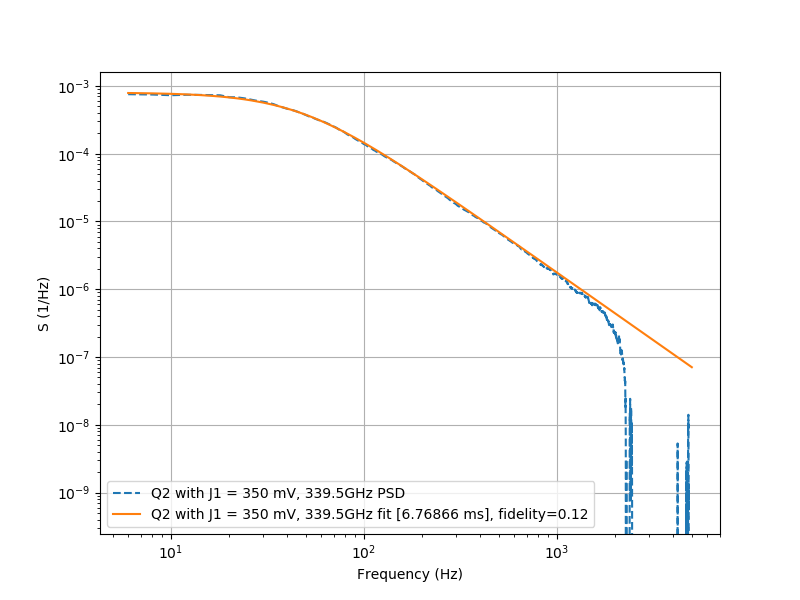 10⁻³
10⁻⁴
10⁻⁵
10⁻⁶
10⁻⁷
10⁻⁸
10⁻⁹
S (1/Hz)
Q2 with J1 = 350 mV, 339.5GHz PSD
Q2 with J1 = 350 mV, 339.5GHz fit [6.76866 ms], fidelity=0.12
10¹ 10² 10³
Frequency (Hz)